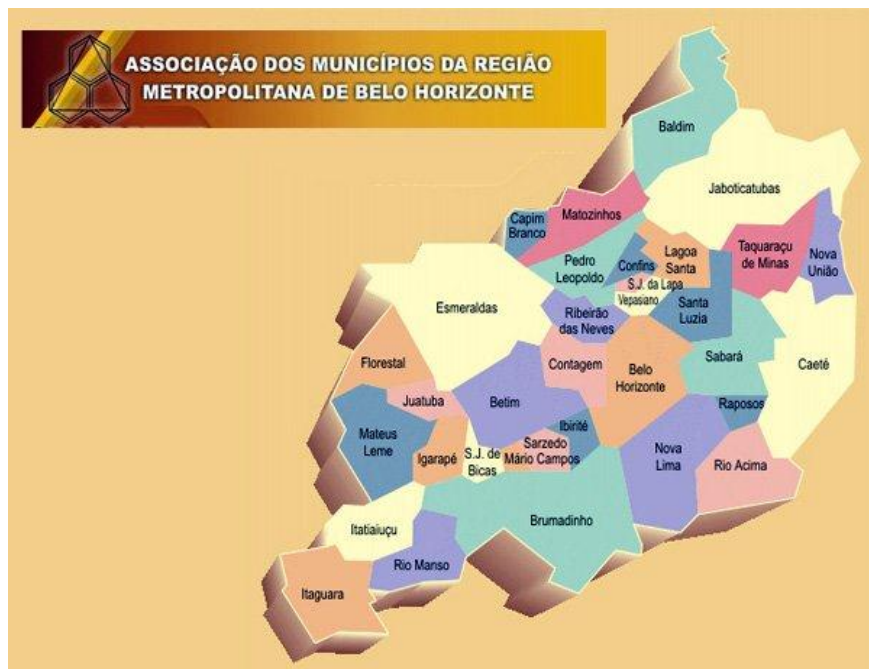 ASSOCIAÇÃO DOS MUNICÍPIOS DA REGIÃO
METROPOLITANA DE BELO HORIZONTE
Baldim
Jaboticatubas
Capim
Branco
Matozinhos
Pedro
Leopoldo
Confins
Lagoa
Santa
Taquaraçu
de Minas
Nova
União
S.J. da Lapa
Vepasiano
Esmeraldas
Ribeirão
das Neves
Santa
Luzia
Florestal
Contagem
Belo
Horizonte
Sabará
Caeté
Juatuba
Betim
Raposos
Mateus
Leme
Igarapé
S.J. de
Bicas
Ibirité
Sarzedo
Mário Campos
Nova
Lima
Rio Acima
Itatiaiuçu
Brumadinho
Rio Manso
Itaguara